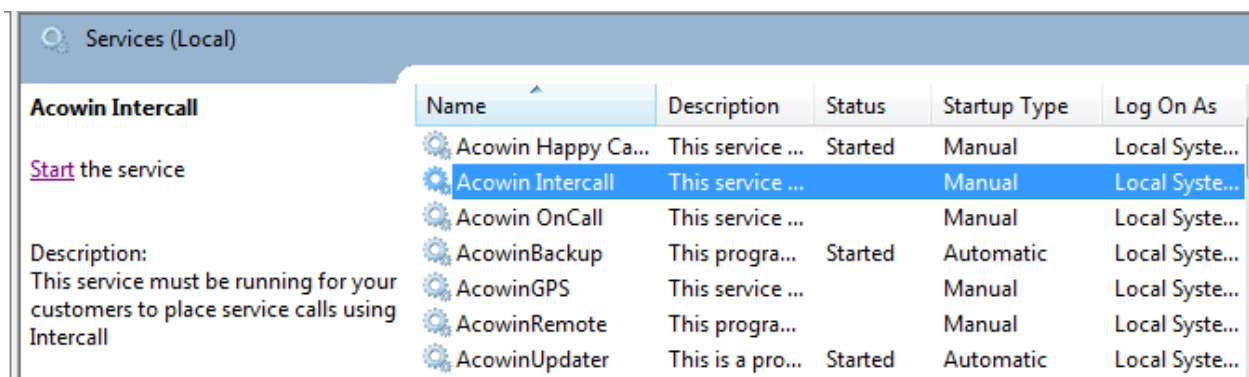 Services (Local)
Acowin Intercall
Start the service
Description:
This service must be running for your
customers to place service calls using
Intercall
Name Description Status Startup Type Log On As
Acowin Happy Ca... This service ... Started Manual Local Syste...
Acowin Intercall This service ... Manual Local Syste...
Acowin OnCall This service ... Manual Local Syste...
AcowinBackup This progra... Started Automatic Local Syste...
AcowinGPS This service ... Manual Local Syste...
AcowinRemote This progra... Manual Local Syste...
AcowinUpdater This is a pro... Started Automatic Local Syste...